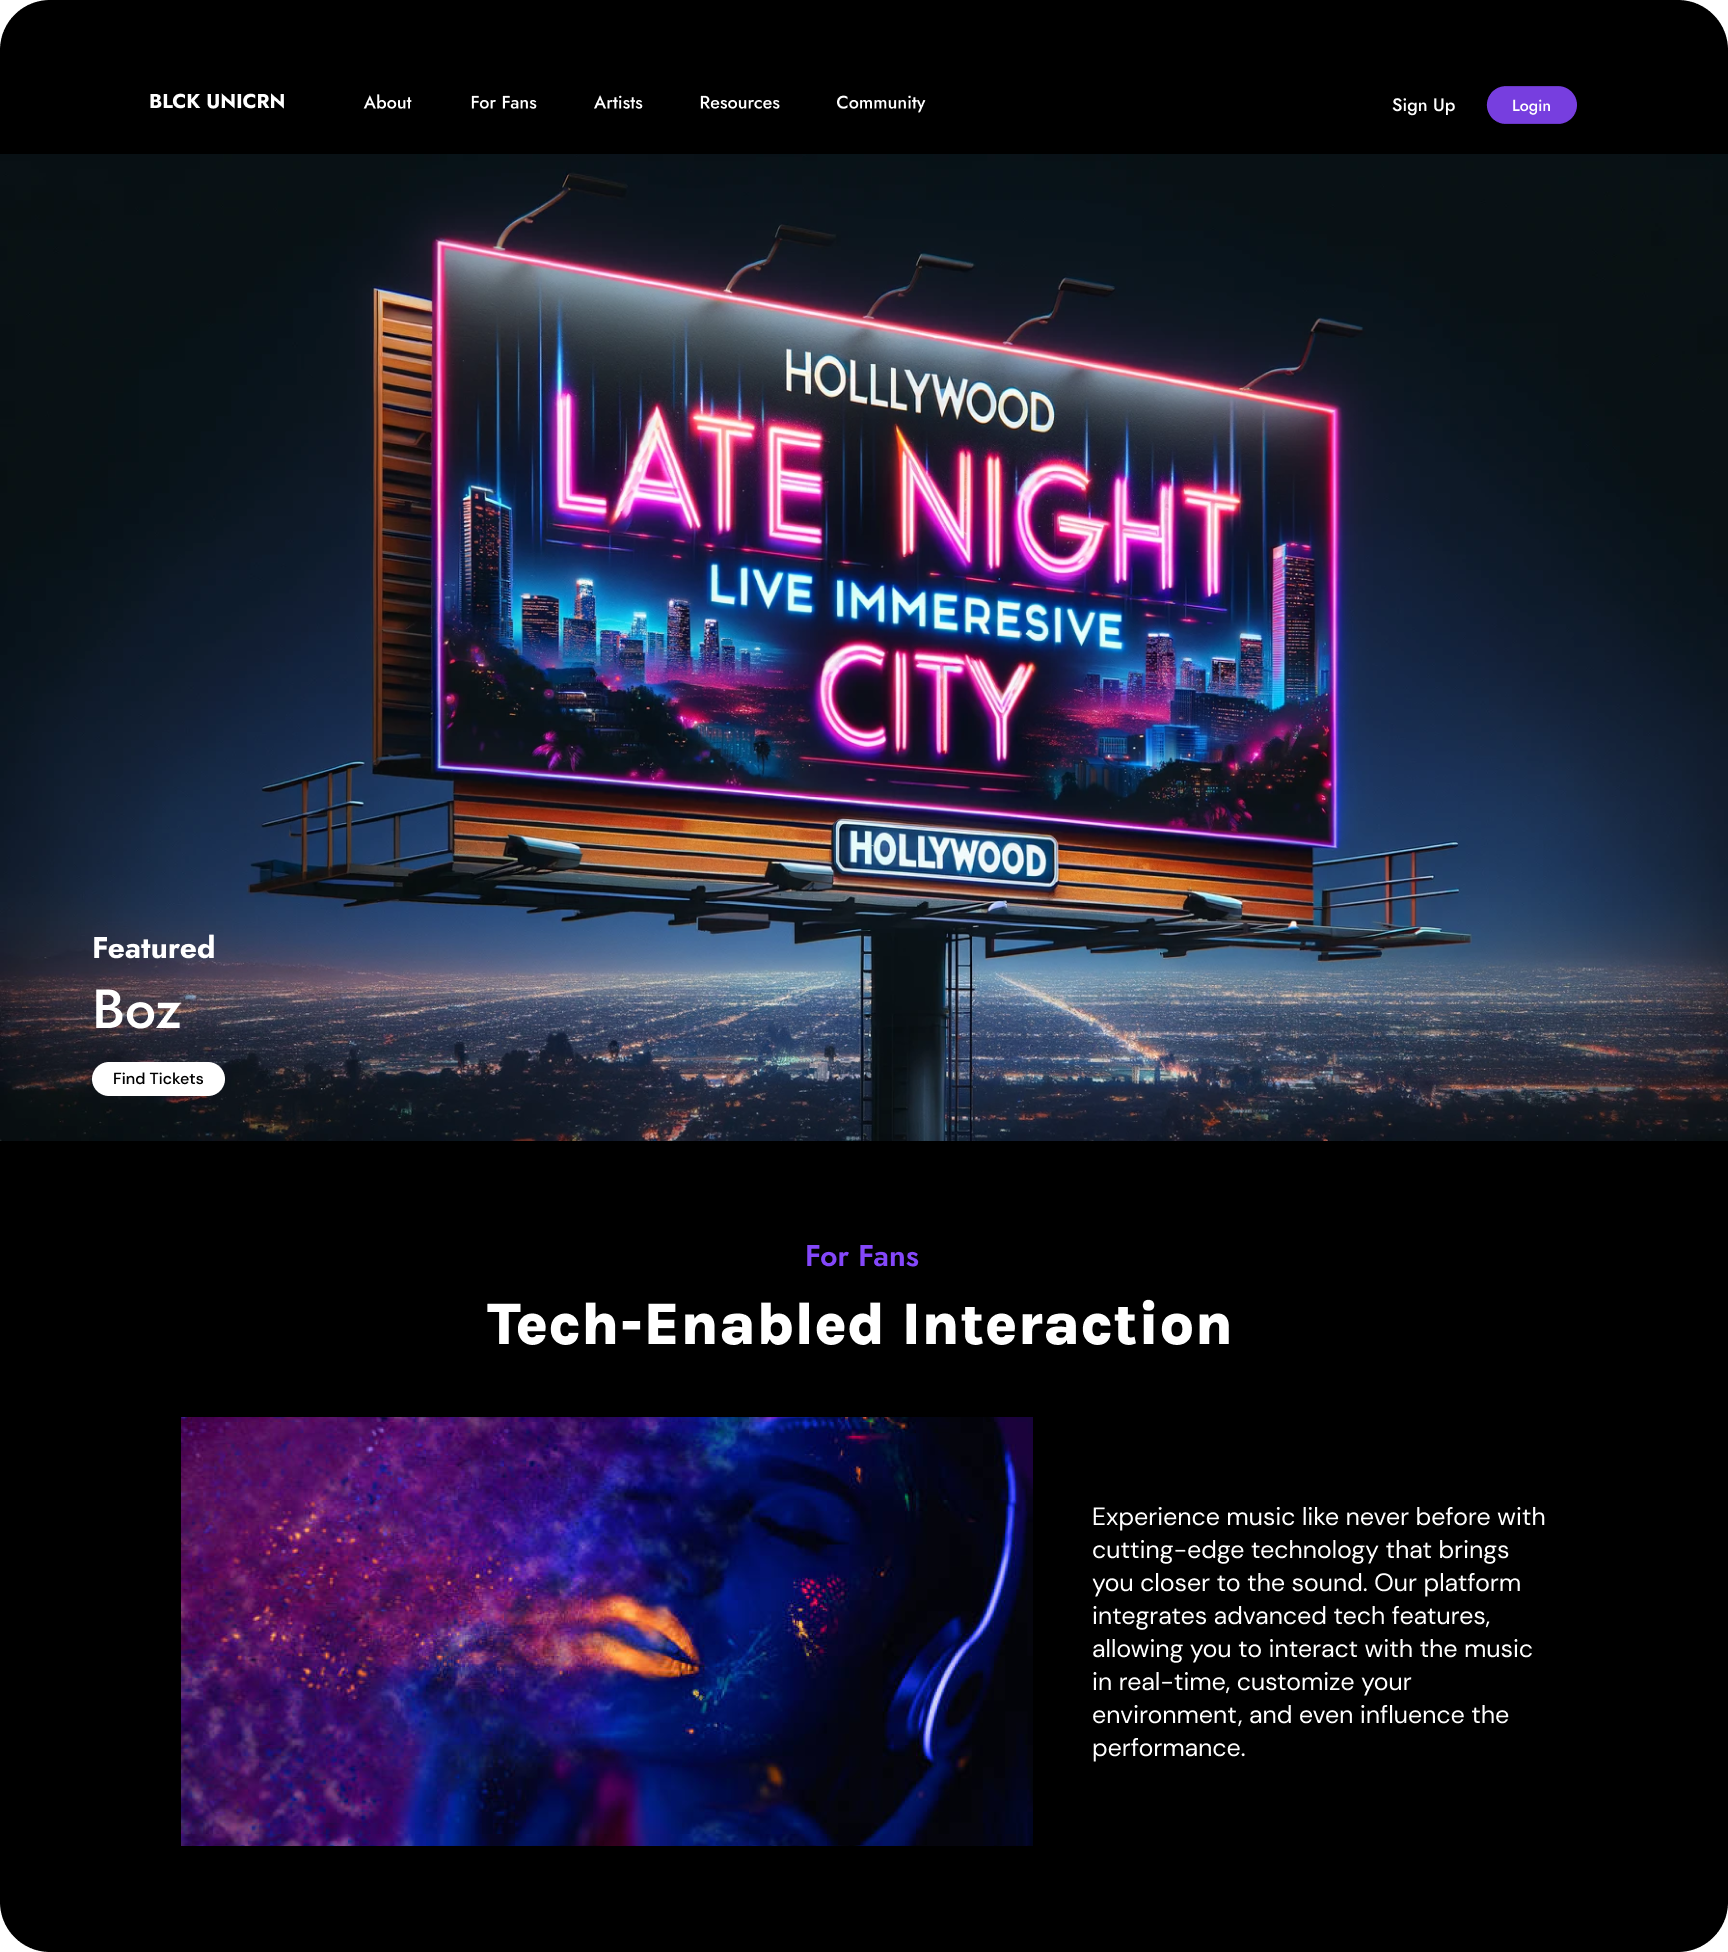 BLCK UNICRN
About
For Fans
Artists
Resources
Community
Sign Up
Login
HOLLLYWOOD
LATE NIGHT
LIVE IMMERESIVE
CITY
HOLLYWOOD
Featured
Boz
Find Tickets
For Fans
Tech-Enabled Interaction
Experience music like never before with
cutting-edge technology that brings
you closer to the sound. Our platform
integrates advanced tech features,
allowing you to interact with the music
in real-time, customize your
environment, and even influence the
performance.